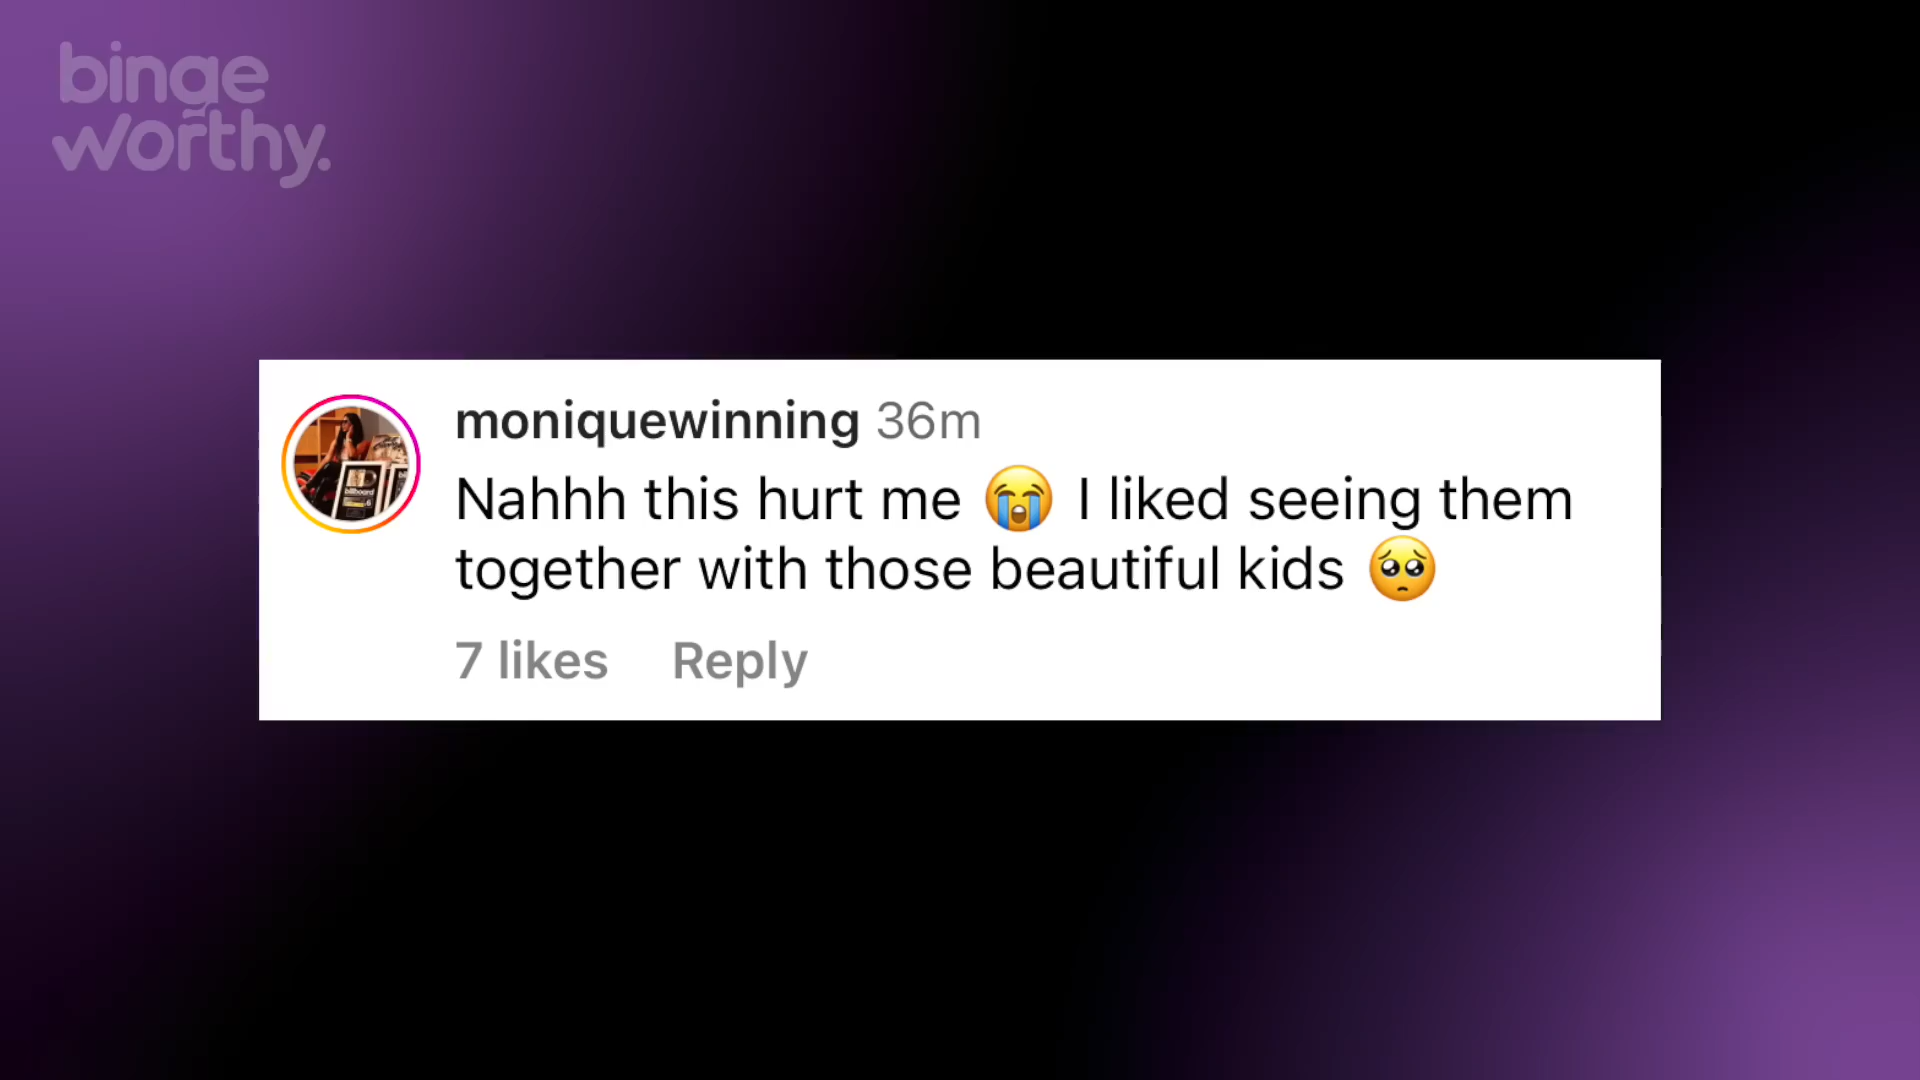 binge
worthy.
moniquewinning 36m
Nahhh this hurt me 😭 I liked seeing them
together with those beautiful kids 🥺
7 likes Reply
billboard